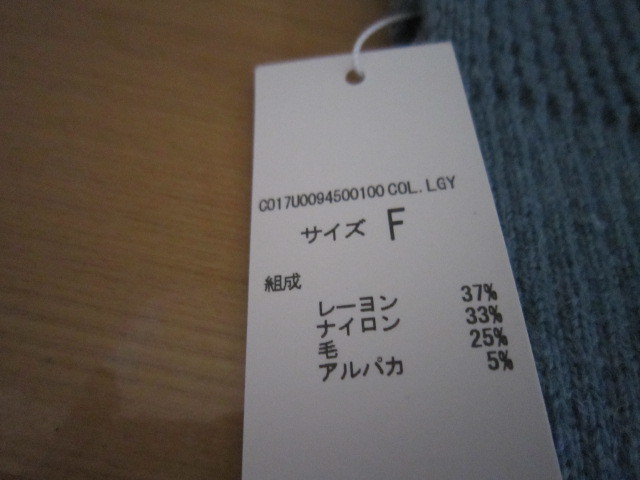 C017U0094500100 COL. LGY
サイズ F
組成
レーヨン 37%
ナイロン 33%
毛 25%
アルパカ 5%